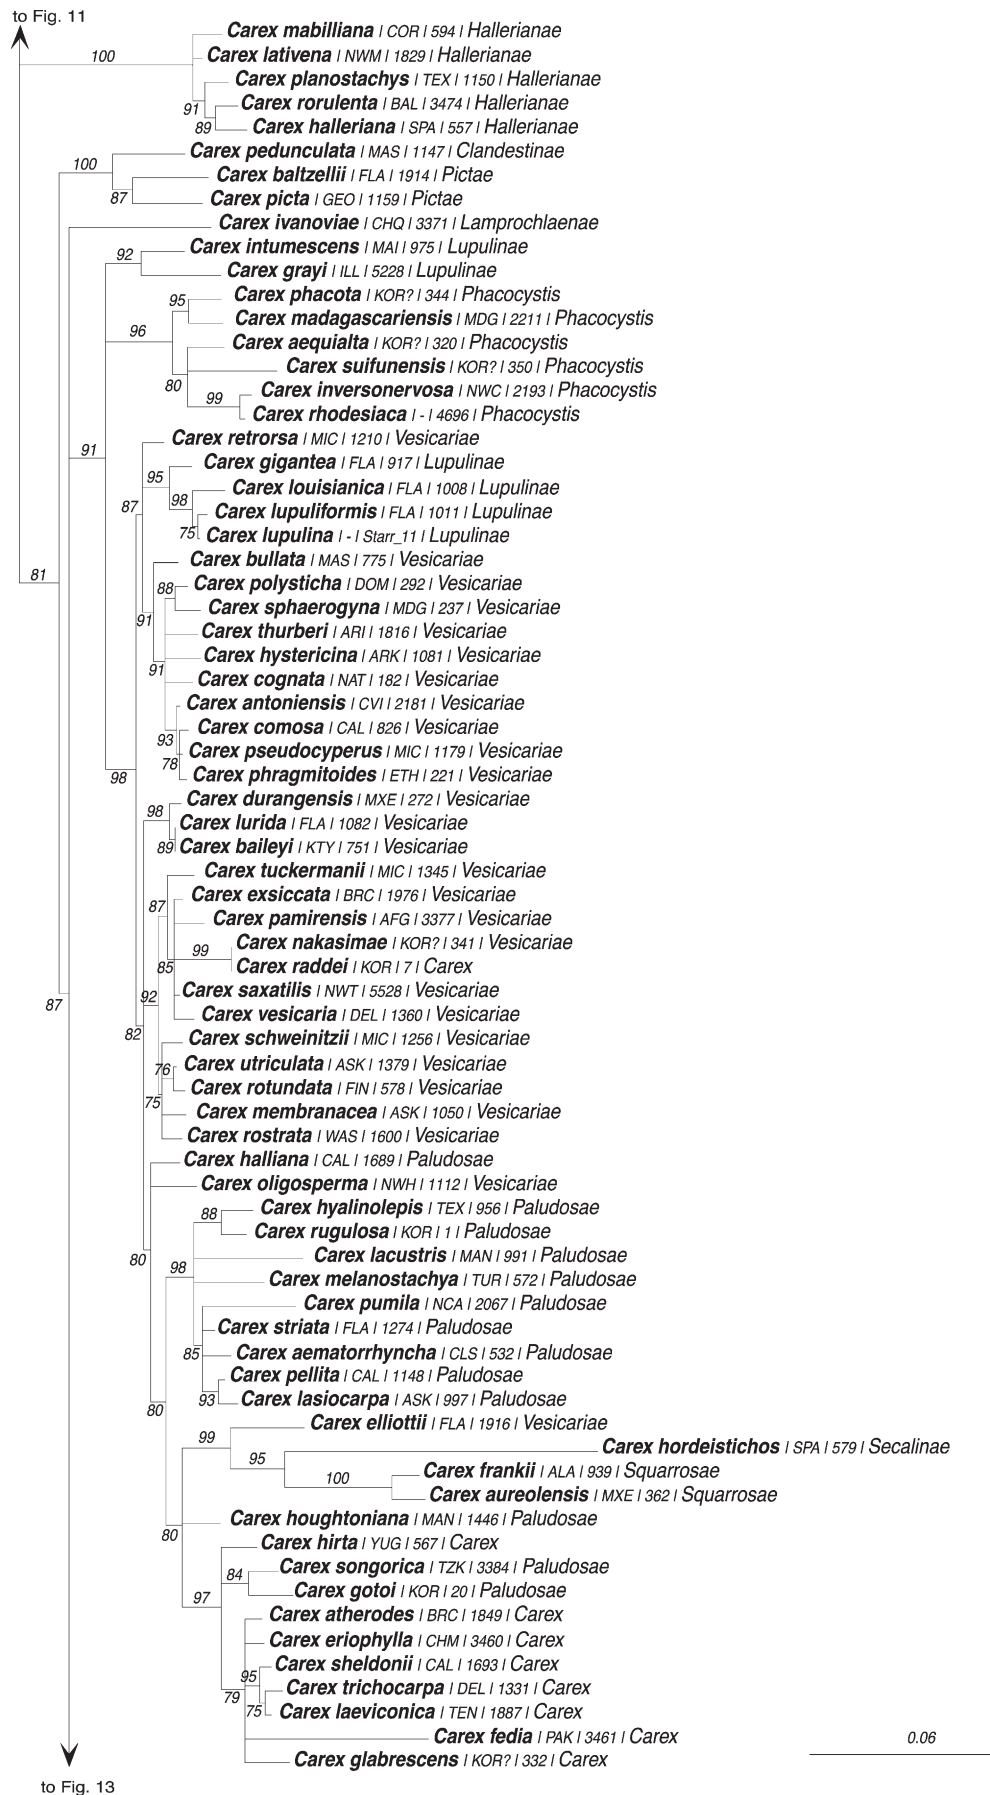 to Fig. 11
Carex mabilliana | COR | 594 | Hallerianae
100
Carex lativena | NWM | 1829 | Hallerianae
Carex planostachys | TEX | 1150 | Hallerianae
91
Carex rorulenta | BAL | 3474 | Hallerianae
89
Carex halleriana | SPA | 557 | Hallerianae
Carex pedunculata | MAS | 1147 | Clandestinae
100
Carex baltzellii | FLA | 1914 | Pictae
87
Carex picta | GEO | 1159 | Pictae
Carex ivanoviae | CHQ | 3371 | Lamprochlaenae
Carex intumescens | MAI | 975 | Lupulinae
92
Carex grayi | ILL | 5228 | Lupulinae
Carex phacota | KOR? | 344 | Phacocystis
95
Carex madagascariensis | MDG | 2211 | Phacocystis
96
Carex aequialta | KOR? | 320 | Phacocystis
Carex suifunensis | KOR? | 350 | Phacocystis
80
Carex inversonervosa | NWC | 2193 | Phacocystis
99
Carex rhodesiaca | - | 4696 | Phacocystis
Carex retrorsa | MIC | 1210 | Vesicariae
91
Carex gigantea | FLA | 917 | Lupulinae
95
Carex louisianica | FLA | 1008 | Lupulinae
98
87
Carex lupuliformis | FLA | 1011 | Lupulinae
75
Carex lupulina | - | Starr_11 | Lupulinae
Carex bullata | MAS | 775 | Vesicariae
81
Carex polysticha | DOM | 292 | Vesicariae
88
Carex sphaerogyna | MDG | 237 | Vesicariae
91
Carex thurberi | ARI | 1816 | Vesicariae
Carex hystericina | ARK | 1081 | Vesicariae
91
Carex cognata | NAT | 182 | Vesicariae
Carex antoniensis | CVI | 2181 | Vesicariae
Carex comosa | CAL | 826 | Vesicariae
93
Carex pseudocyperus | MIC | 1179 | Vesicariae
78
Carex phragmitoides | ETH | 221 | Vesicariae
98
Carex durangensis | MXE | 272 | Vesicariae
98
Carex lurida | FLA | 1082 | Vesicariae
89
Carex baileyi | KTY | 751 | Vesicariae
Carex tuckermanii | MIC | 1345 | Vesicariae
Carex exsiccata | BRC | 1976 | Vesicariae
87
Carex pamirensis | AFG | 3377 | Vesicariae
Carex nakasimae | KOR? | 341 | Vesicariae
99
85
Carex raddei | KOR | 7 | Carex
Carex saxatilis | NWT | 5528 | Vesicariae
92
87
Carex vesicaria | DEL | 1360 | Vesicariae
82
Carex schweinitzii | MIC | 1256 | Vesicariae
Carex utriculata | ASK | 1379 | Vesicariae
76
Carex rotundata | FIN | 578 | Vesicariae
75
Carex membranacea | ASK | 1050 | Vesicariae
Carex rostrata | WAS | 1600 | Vesicariae
Carex halliana | CAL | 1689 | Paludosae
Carex oligosperma | NWH | 1112 | Vesicariae
Carex hyalinolepis | TEX | 956 | Paludosae
88
Carex rugulosa | KOR | 1 | Paludosae
80
Carex lacustris | MAN | 991 | Paludosae
98
Carex melanostachya | TUR | 572 | Paludosae
Carex pumila | NCA | 2067 | Paludosae
Carex striata | FLA | 1274 | Paludosae
85
Carex aematorrhyncha | CLS | 532 | Paludosae
Carex pellita | CAL | 1148 | Paludosae
93
Carex lasiocarpa | ASK | 997 | Paludosae
80
Carex elliottii | FLA | 1916 | Vesicariae
99
Carex hordeistichos | SPA | 579 | Secalinae
95
Carex frankii | ALA | 939 | Squarrosae
100
Carex aureolensis | MXE | 362 | Squarrosae
Carex houghtoniana | MAN | 1446 | Paludosae
80
Carex hirta | YUG | 567 | Carex
Carex songorica | TZK | 3384 | Paludosae
84
Carex gotoi | KOR | 20 | Paludosae
97
Carex atherodes | BRC | 1849 | Carex
Carex eriophylla | CHM | 3460 | Carex
Carex sheldonii | CAL | 1693 | Carex
95
Carex trichocarpa | DEL | 1331 | Carex
79
75
Carex laeviconica | TEN | 1887 | Carex
Carex fedia | PAK | 3461 | Carex
0.06
Carex glabrescens | KOR? | 332 | Carex
to Fig. 13